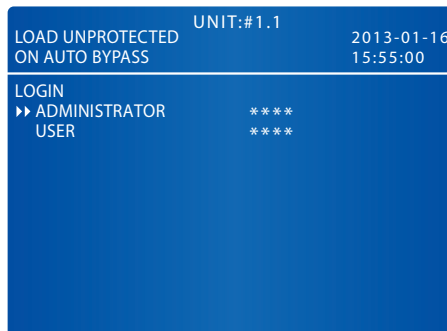 UNIT:#1.1
LOAD UNPROTECTED 2013-01-16
ON AUTO BYPASS 15:55:00
LOGIN
ADMINISTRATOR ****
USER ****